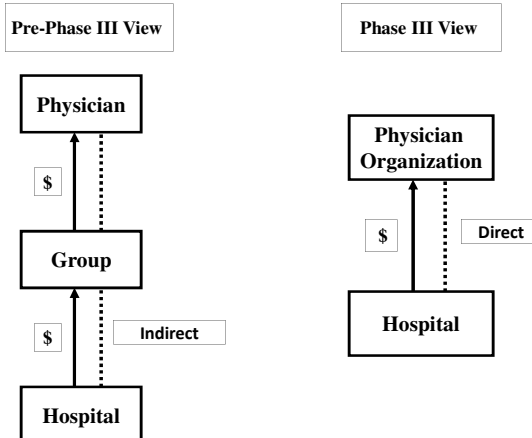 Pre-Phase III View
Phase III View
Physician
$
Group
$
Indirect
Hospital
Physician
Organization
$
Direct
Hospital